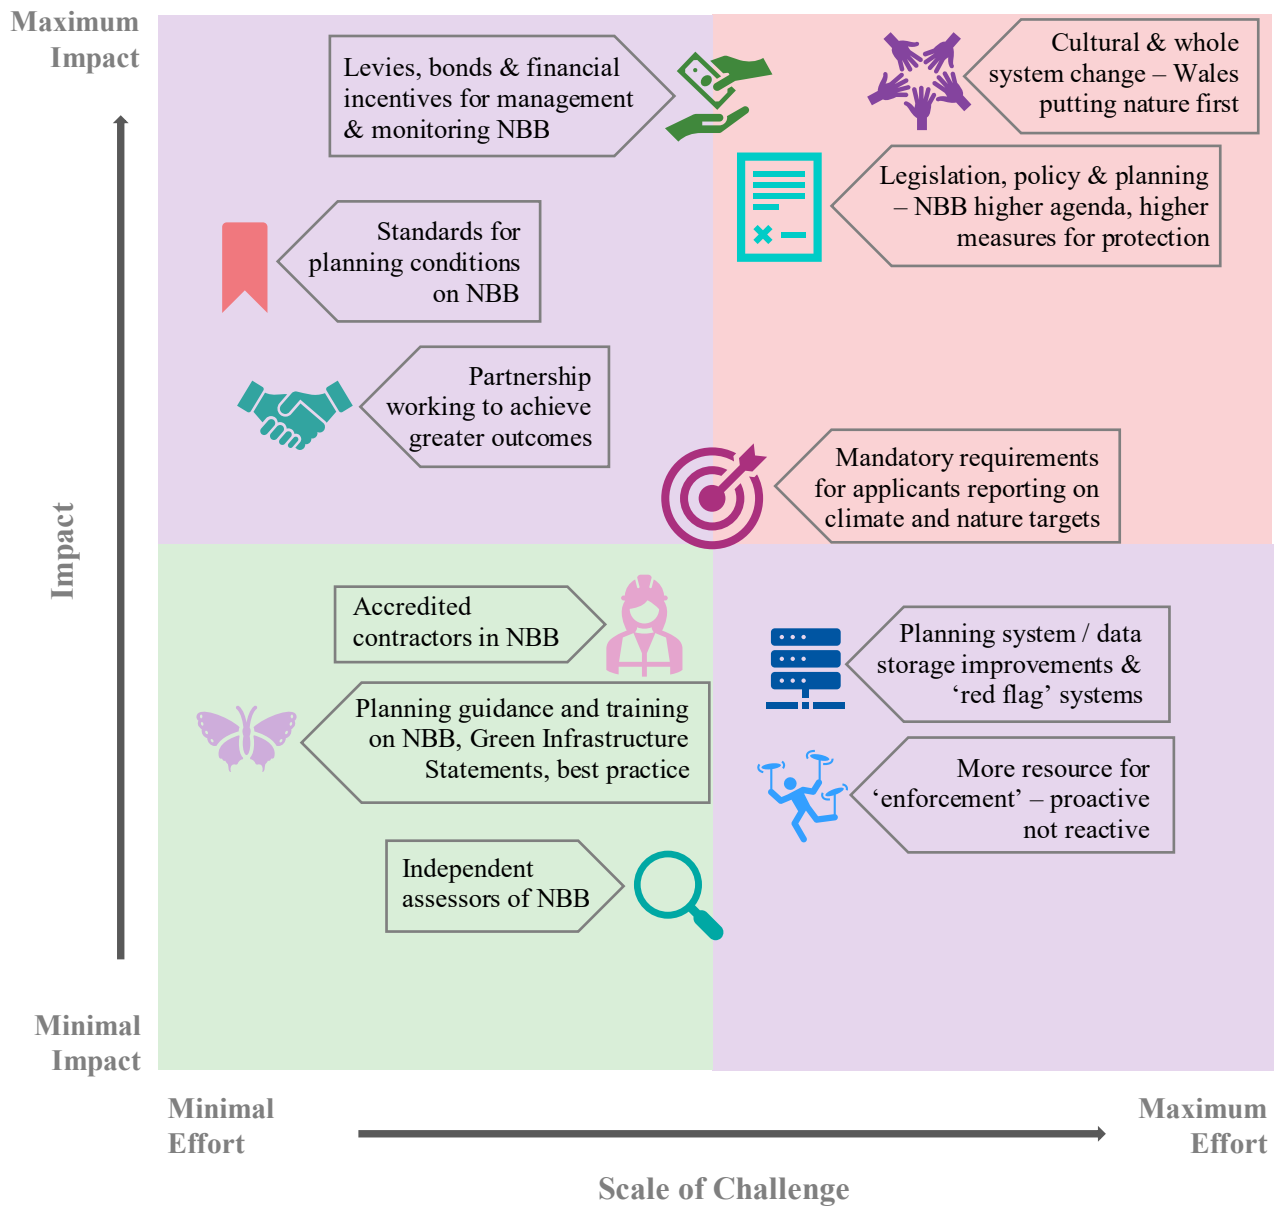 Maximum
Impact
Levies, bonds & financial
incentives for management
& monitoring NBB
Cultural & whole
system change – Wales
putting nature first
Legislation, policy & planning
– NBB higher agenda, higher
measures for protection
Standards for
planning conditions
on NBB
Partnership
working to achieve
greater outcomes
Mandatory requirements
for applicants reporting on
climate and nature targets
Impact
Accredited
contractors in NBB
Planning system / data
storage improvements &
‘red flag’ systems
Planning guidance and training
on NBB, Green Infrastructure
Statements, best practice
More resource for
‘enforcement’ – proactive
not reactive
Independent
assessors of NBB
Minimal
Impact
Minimal
Effort
Maximum
Effort
Scale of Challenge